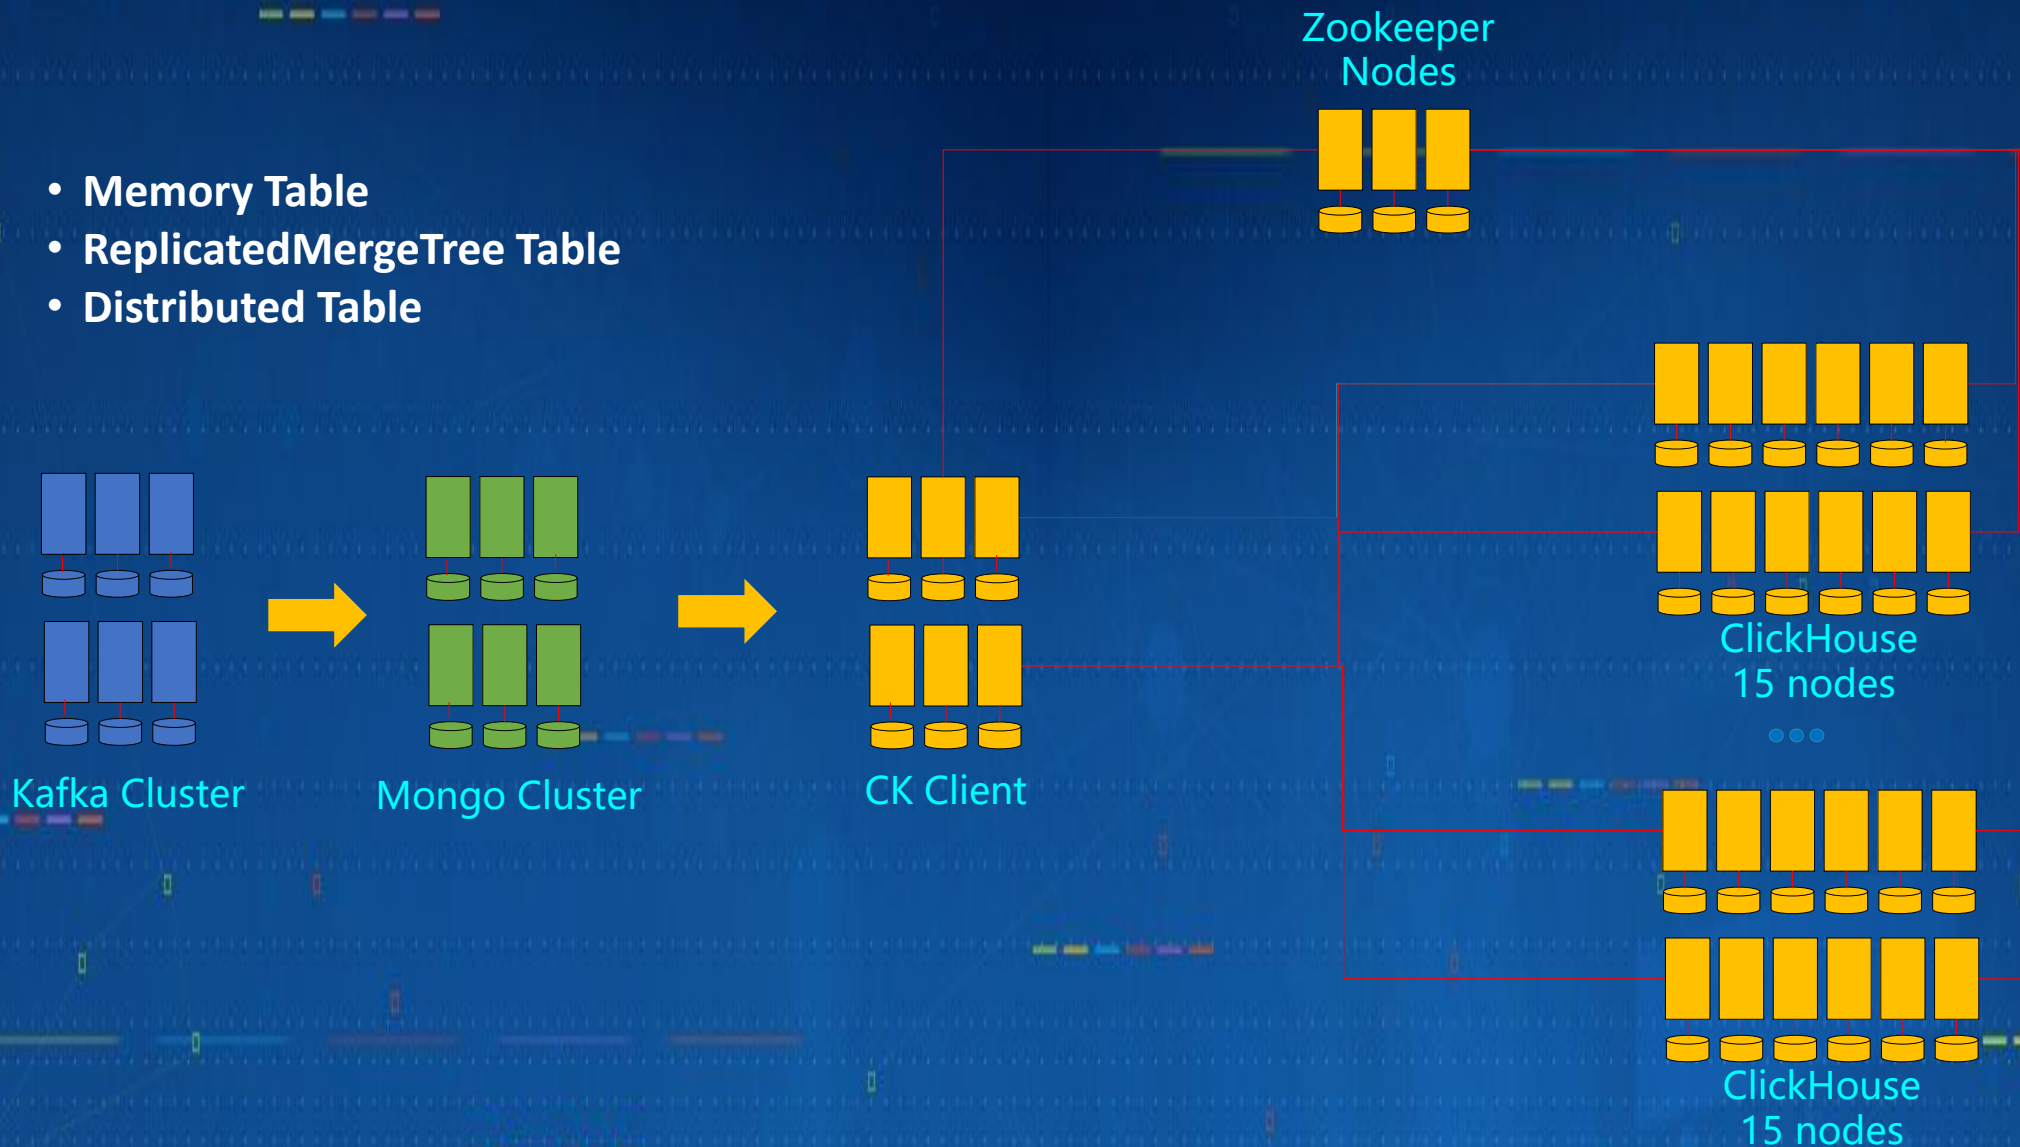 Zookeeper
Nodes
• Memory Table
• ReplicatedMergeTree Table
• Distributed Table
ClickHouse
15 nodes
Kafka Cluster
Mongo Cluster
CK Client
ClickHouse
15 nodes